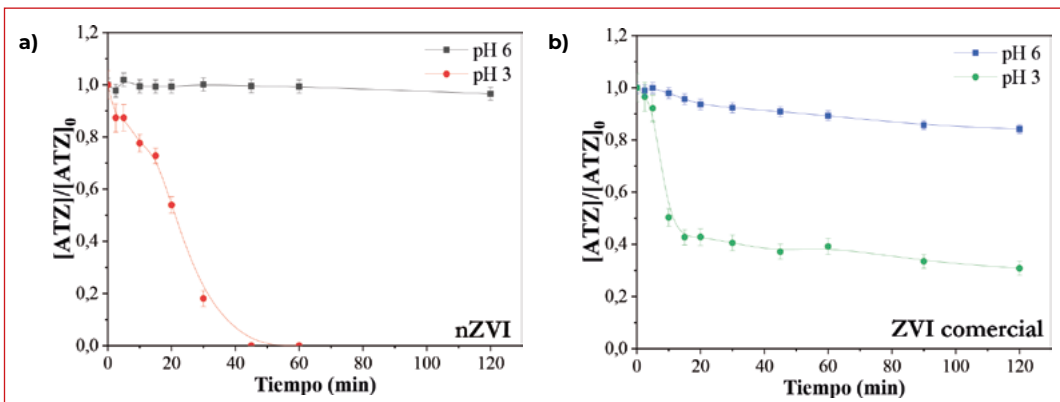 a)
1,2
1,0
0,8
0,6
0,4
0,2
0,0
[ATZ]/[ATZ]0
pH 6
pH 3
nZVI
0 20 40 60 80 100 120
Tiempo (min)
b)
1,2
1,0
0,8
0,6
0,4
0,2
0,0
[ATZ]/[ATZ]0
pH 6
pH 3
ZVI comercial
0 20 40 60 80 100 120
Tiempo (min)